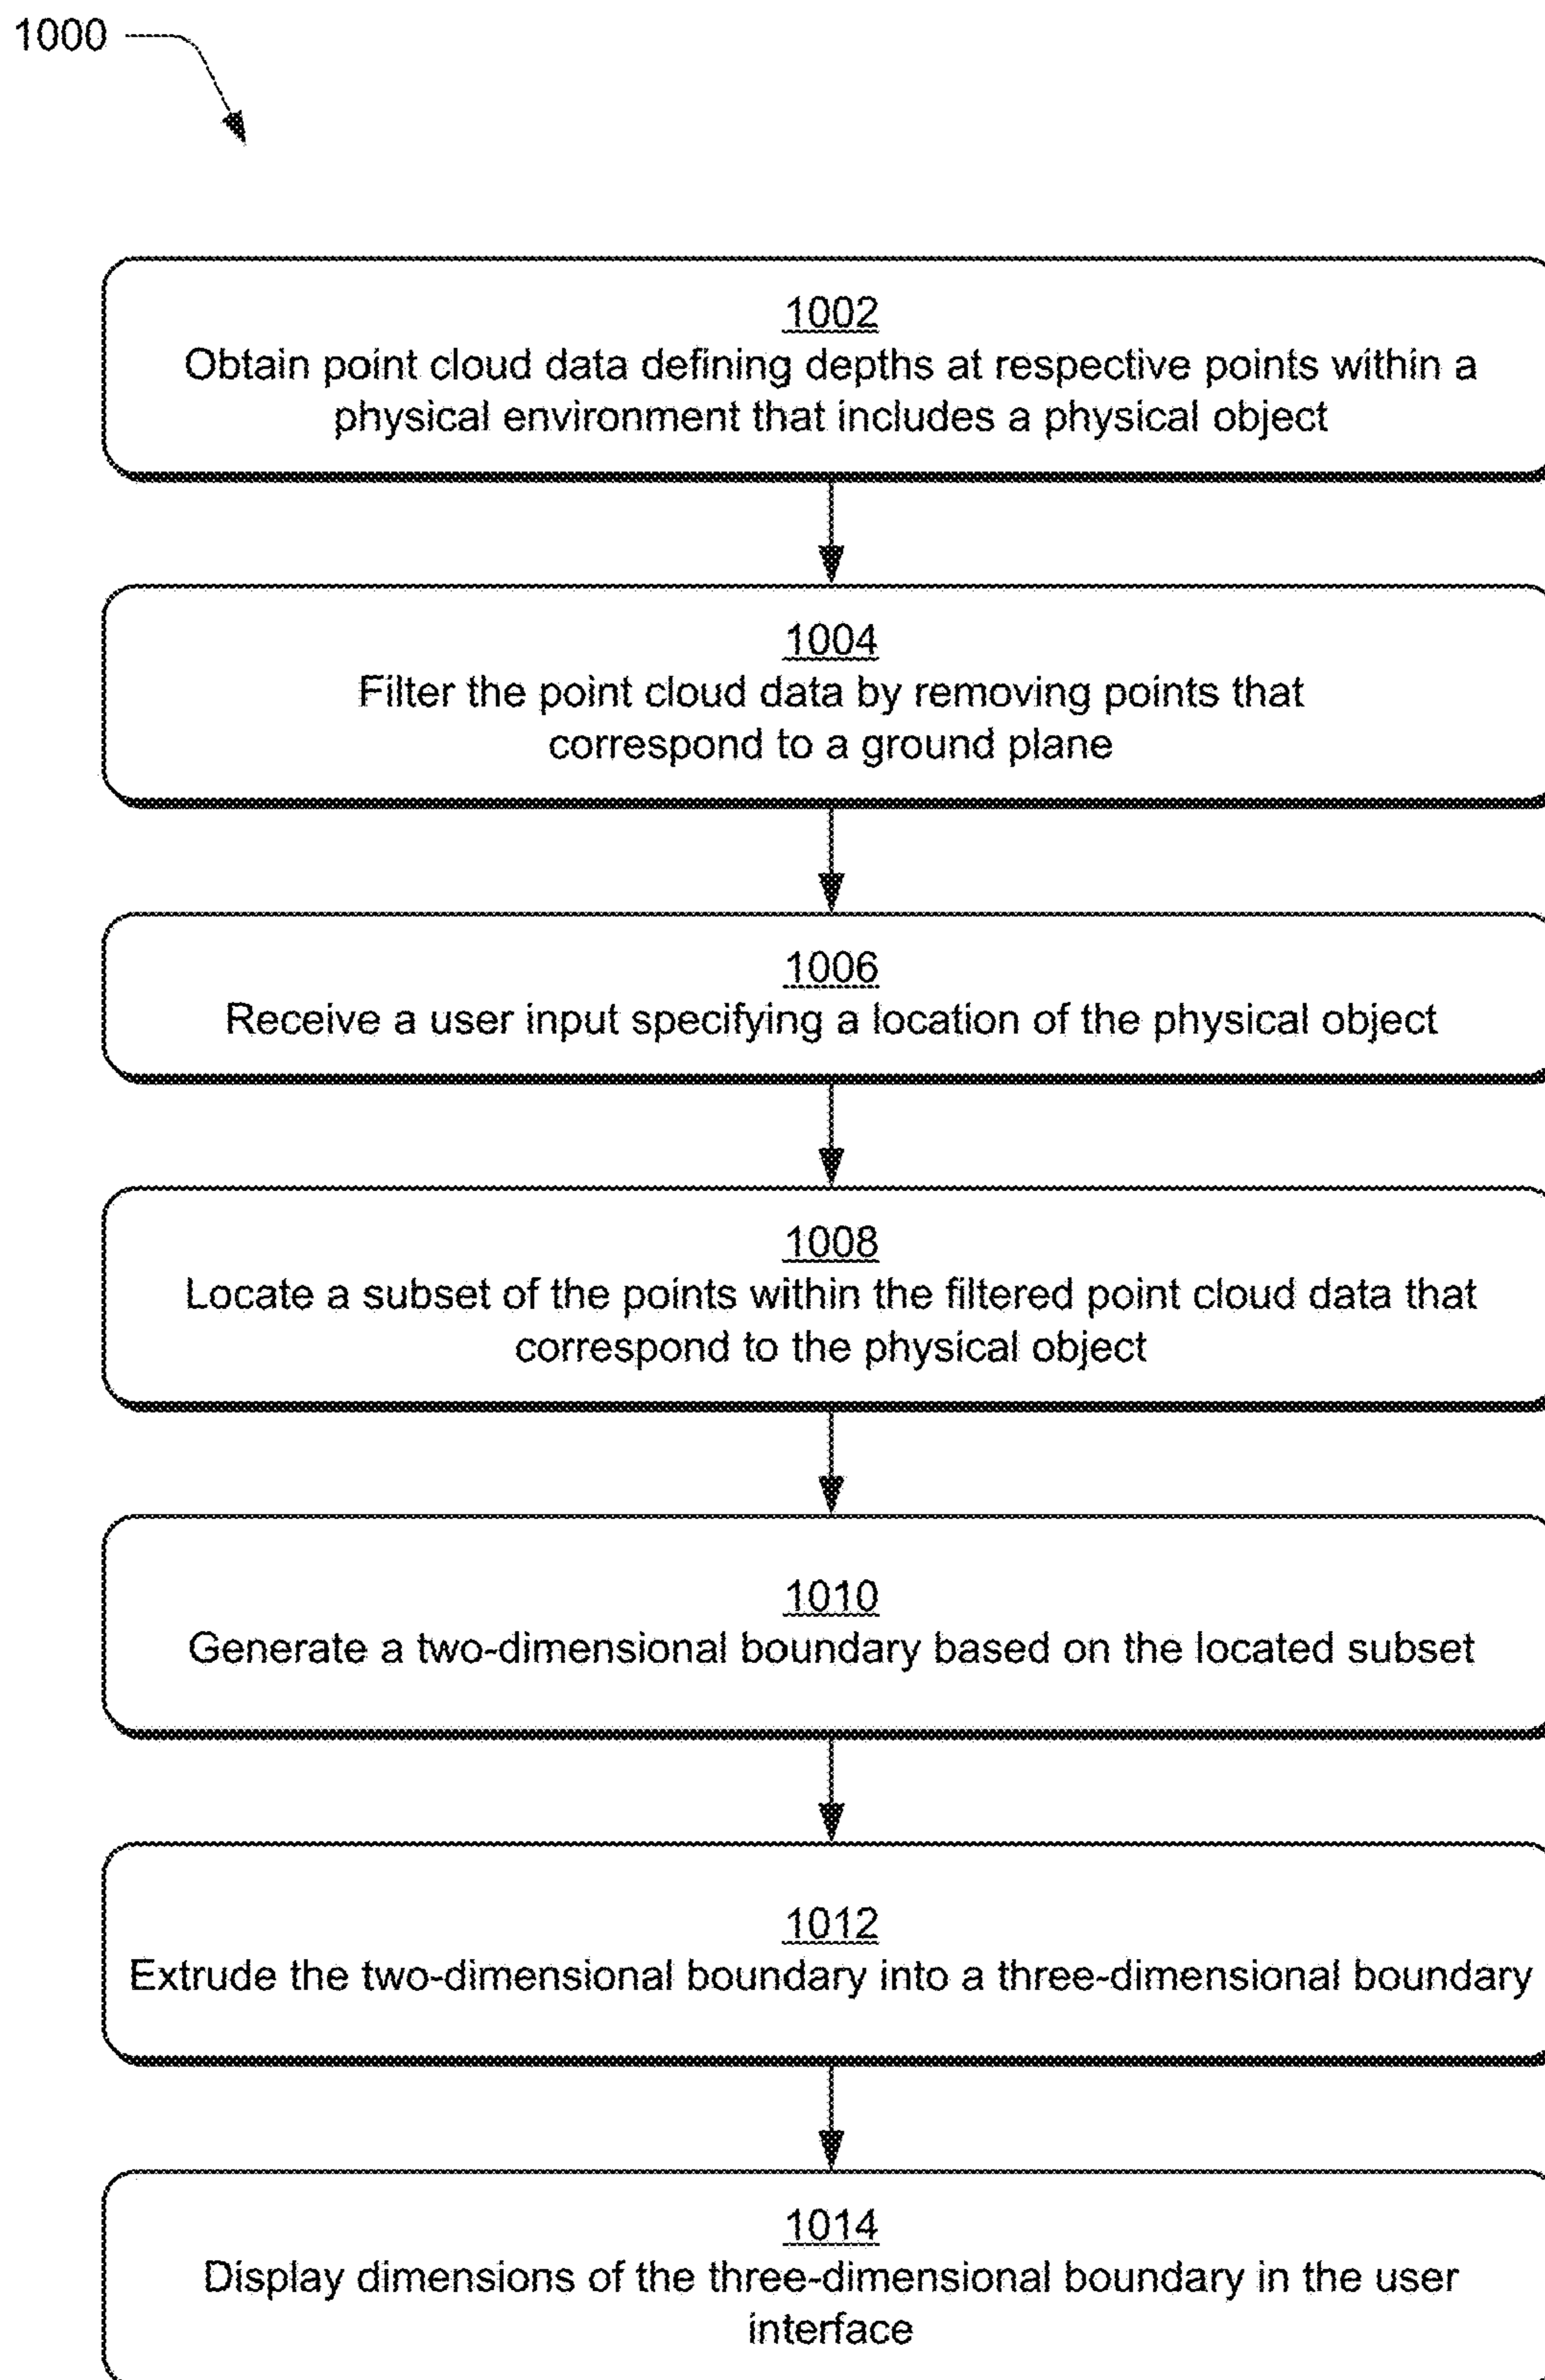 1000
1002
Obtain point cloud data defining depths at respective points within a
physical environment that includes a physical object
1004
Filter the point cloud data by removing points that
correspond to a ground plane
1006
Receive a user input specifying a location of the physical object
1008
Locate a subset of the points within the filtered point cloud data that
correspond to the physical object
1010
Generate a two-dimensional boundary based on the located subset
1012
Extrude the two-dimensional boundary into a three-dimensional boundary
1014
Display dimensions of the three-dimensional boundary in the user
interface